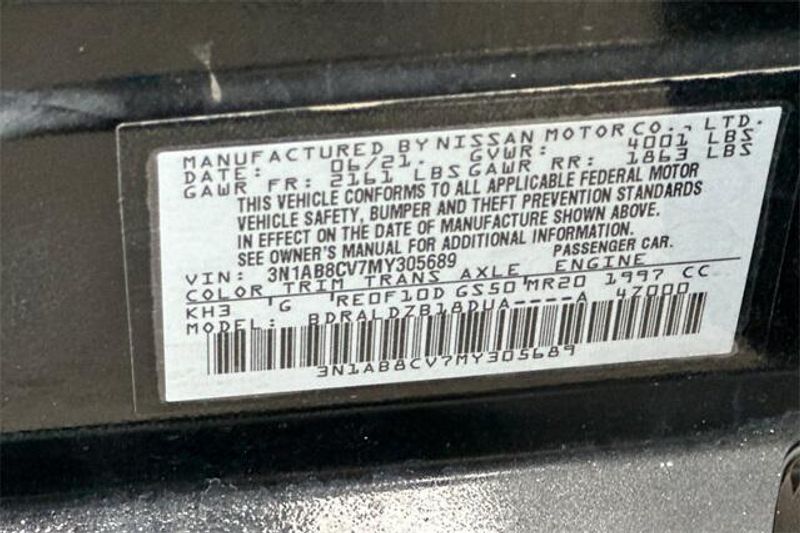 MANUFACTURED BY NISSAN MOTOR CO., LTD.
DATE: 06/21. GVWR: 4001 LBS
GAWR FR: 2161 LBS GAWR RR: 1863 LBS
THIS VEHICLE CONFORMS TO ALL APPLICABLE FEDERAL MOTOR
VEHICLE SAFETY, BUMPER AND THEFT PREVENTION STANDARDS
IN EFFECT ON THE DATE OF MANUFACTURE SHOWN ABOVE.
SEE OWNER'S MANUAL FOR ADDITIONAL INFORMATION.
VIN: 3N1AB8CV7MY305689 PASSENGER CAR.
COLOR TRIM TRANS AXLE ENGINE
KH3 G RE0F10D GS50 MR20 1997 CC
MODEL: BDRALDZB18DUA----A 47000
3N1AB8CV7MY305689